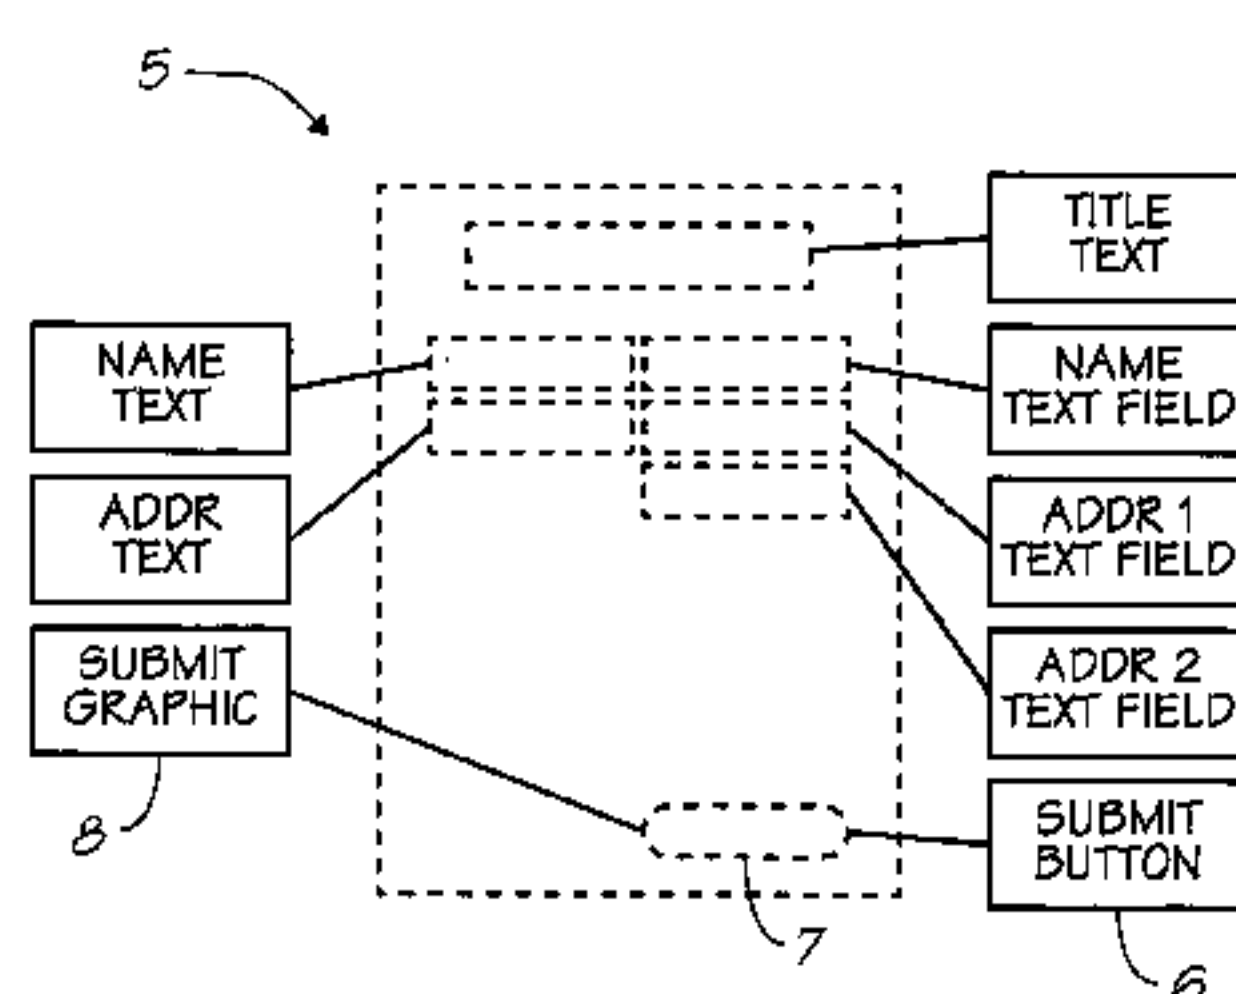 5
TITLE
TEXT
NAME
TEXT
NAME
TEXT FIELD
ADDR
TEXT
ADDR 1
TEXT FIELD
SUBMIT
GRAPHIC
ADDR 2
TEXT FIELD
8
SUBMIT
BUTTON
7
6